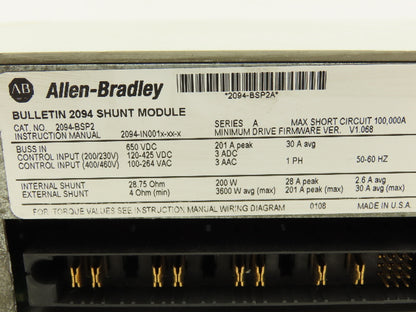 AB Allen-Bradley
*2094-BSP2A*
BULLETIN 2094 SHUNT MODULE
CAT. NO. 2094-BSP2 SERIES A MAX SHORT CIRCUIT 100,000A
INSTRUCTION MANUAL 2094-IN001x-xx-x MINIMUM DRIVE FIRMWARE VER. V1.068
BUSS IN 650 VDC 201 A peak 30 A avg
CONTROL INPUT (200/230V) 120-425 VDC 3 ADC
CONTROL INPUT (400/460V) 100-264 VAC 3 AAC 1 PH 50-60 HZ
INTERNAL SHUNT 28.75 Ohm 200 W 28 A peak 2.6 A avg
EXTERNAL SHUNT 4 Ohm (min) 3600 W avg (max) 201 A peak (max) 30 A avg (max)
FOR TORQUE VALUES SEE INSTRUCTION MANUAL WIRING DIAGRAM 0108 MADE IN U.S.A.